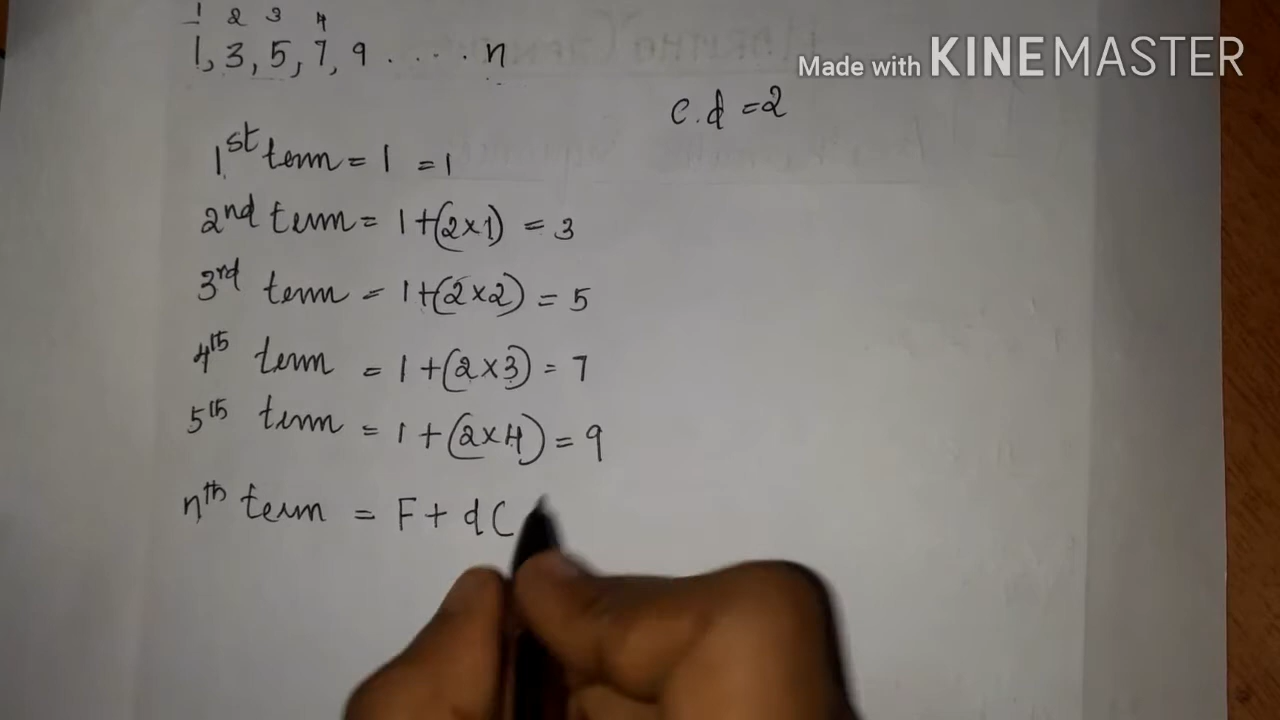 1 2 3 4
1, 3, 5, 7, 9 . . . . n
Made with KINEMASTER
c.d = 2
1st term = 1 = 1
2nd term = 1+(2×1) = 3
3rd term = 1+(2×2) = 5
4th term = 1+(2×3) = 7
5th term = 1+(2×4) = 9
nth term = F+ d(